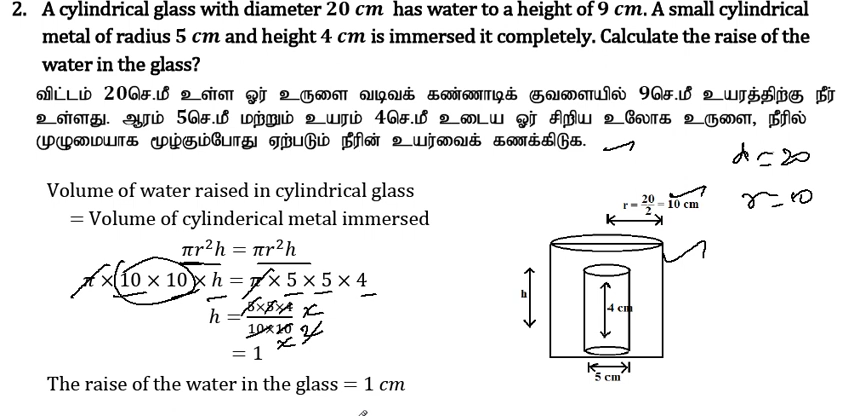 2. A cylindrical glass with diameter 20 cm has water to a height of 9 cm. A small cylindrical
metal of radius 5 cm and height 4 cm is immersed it completely. Calculate the raise of the
water in the glass?
விட்டம் 20செ.மீ உள்ள ஓர் உருளை வடிவக் கண்ணாடிக் குவளையில் 9செ.மீ உயரத்திற்கு நீர்
உள்ளது. ஆரம் 5செ.மீ மற்றும் உயரம் 4செ.மீ உடைய ஓர் சிறிய உலோக உருளை, நீரில்
முழுமையாக மூழ்கும்போது ஏற்படும் நீரின் உயர்வைக் கணக்கிடுக.
d = 20
r = 10
Volume of water raised in cylindrical glass
= Volume of cylinderical metal immersed
πr²h = πr²h
π × 10 × 10 × h = π × 5 × 5 × 4
h = 5×5×4 / 10×10
= 1
The raise of the water in the glass = 1 cm
r = 20/2 = 10 cm
h
4 cm
5 cm